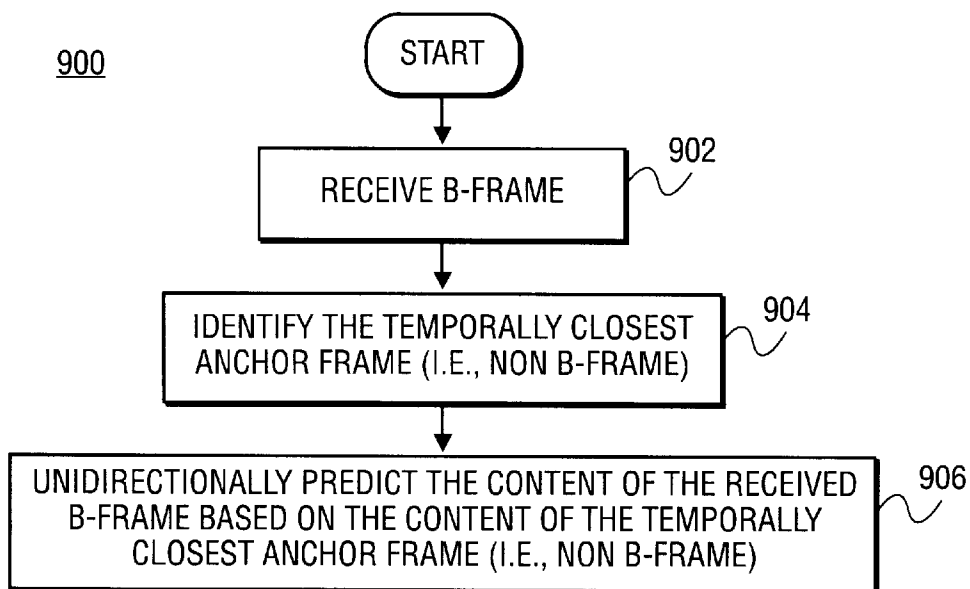 900
START
902
RECEIVE B-FRAME
904
IDENTIFY THE TEMPORALLY CLOSEST
ANCHOR FRAME (I.E., NON B-FRAME)
906
UNIDIRECTIONALLY PREDICT THE CONTENT OF THE RECEIVED
B-FRAME BASED ON THE CONTENT OF THE TEMPORALLY
CLOSEST ANCHOR FRAME (I.E., NON B-FRAME)